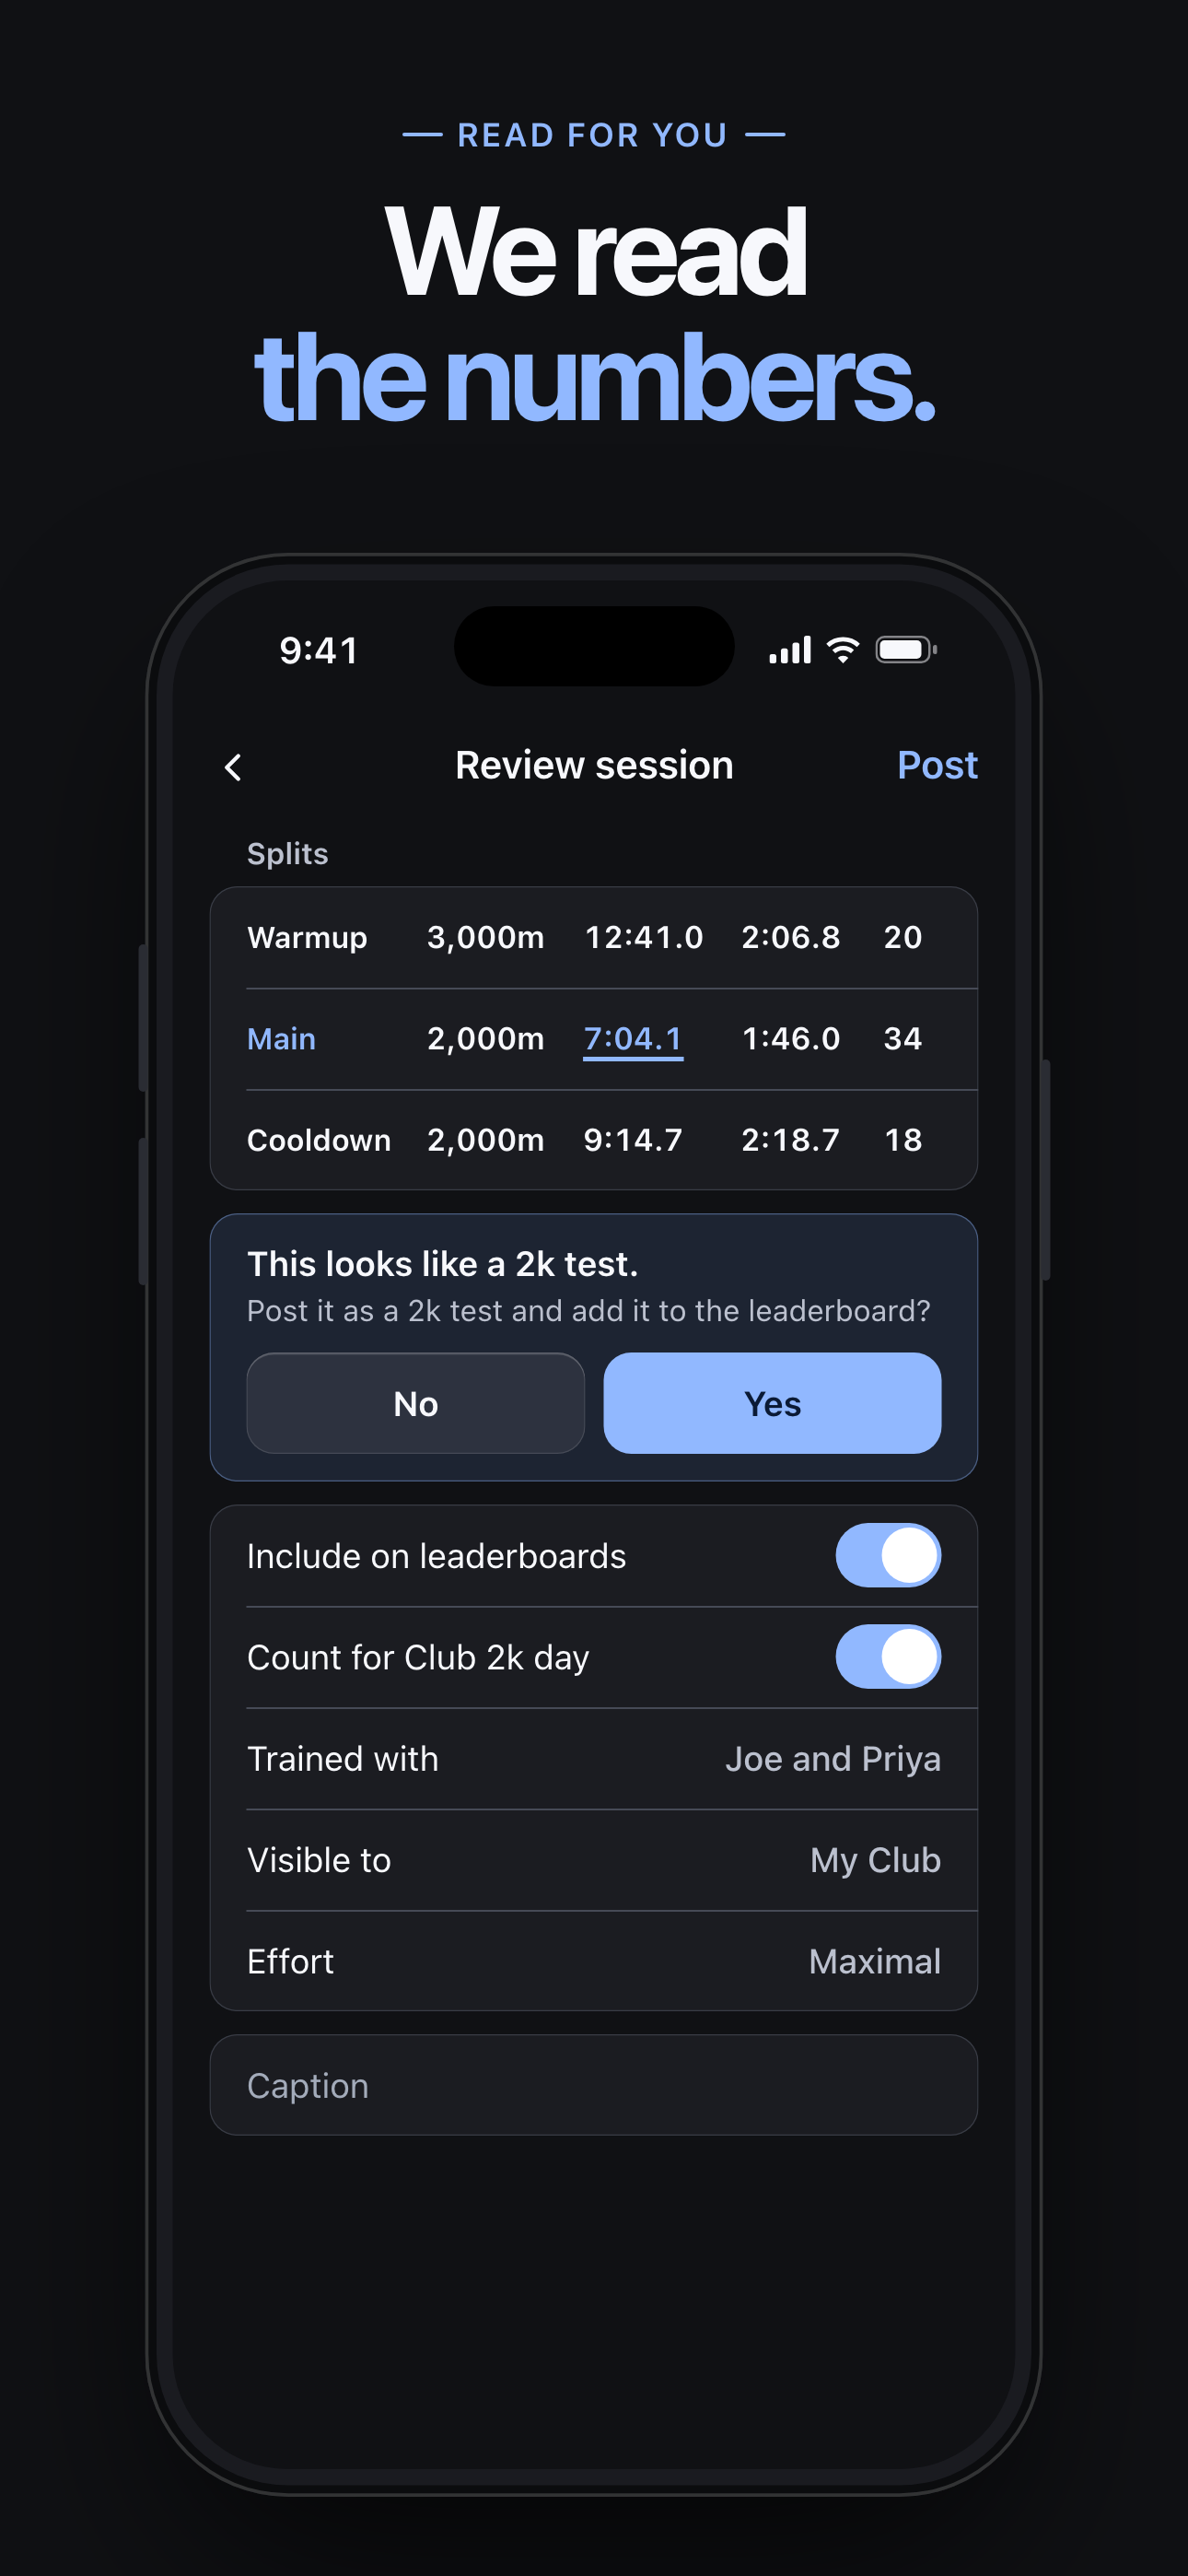 READ FOR YOU
We read
the numbers.
9:41
Review session Post
Splits
Warmup 3,000m 12:41.0 2:06.8 20
Main 2,000m 7:04.1 1:46.0 34
Cooldown 2,000m 9:14.7 2:18.7 18
This looks like a 2k test.
Post it as a 2k test and add it to the leaderboard?
No Yes
Include on leaderboards
Count for Club 2k day
Trained with Joe and Priya
Visible to My Club
Effort Maximal
Caption